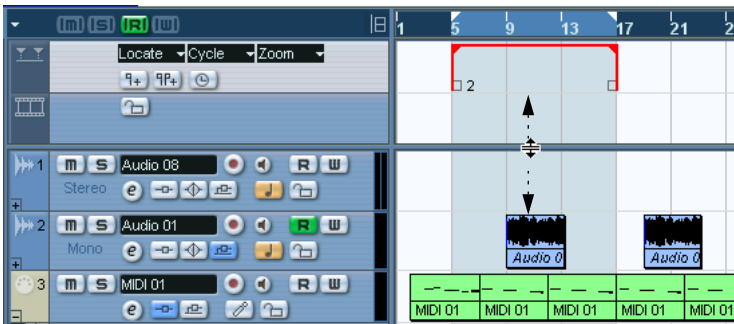 m S R W 1 5 9 13 17 21 2
Locate Cycle Zoom
2
1 m S Audio 08 R W
Stereo e
2 m S Audio 01 R W
Mono e Audio 0 Audio 0
3 m S MIDI 01 R W
e MIDI 01 MIDI 01 MIDI 01 MIDI 01 MIDI 01